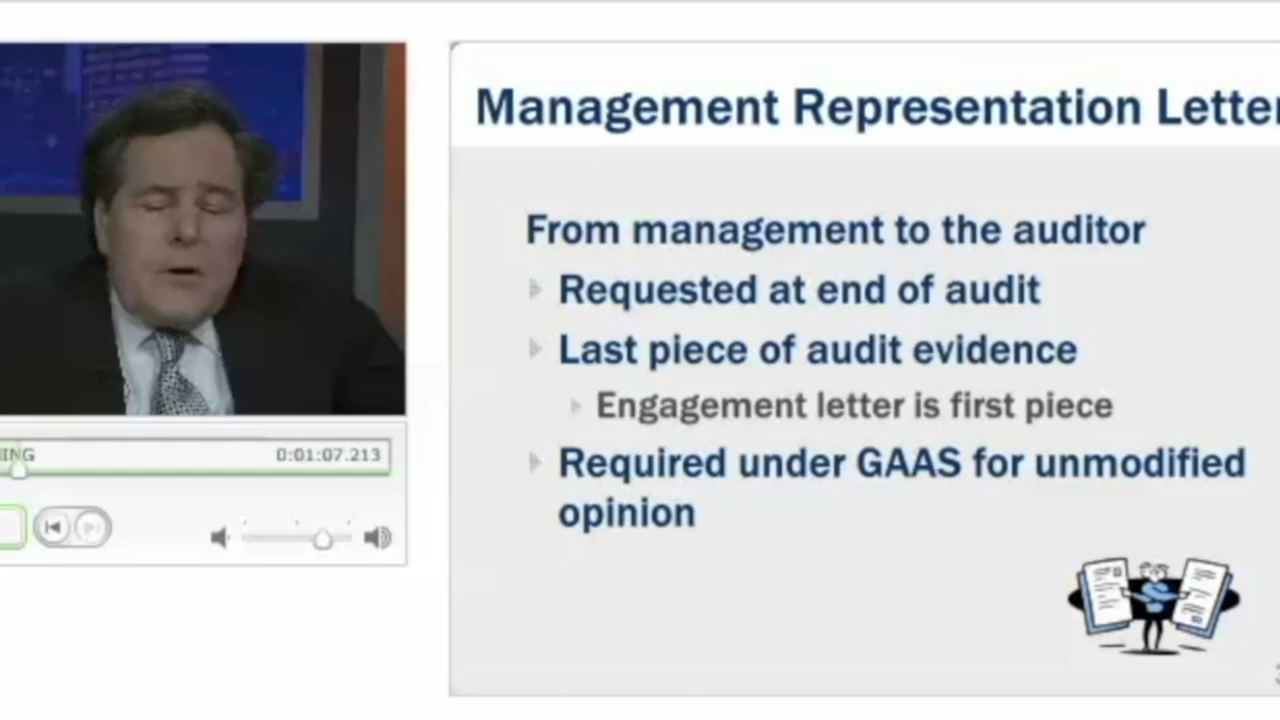 Management Representation Letter
From management to the auditor
Requested at end of audit
Last piece of audit evidence
Engagement letter is first piece
Required under GAAS for unmodified
opinion
ING
0:01:07.213